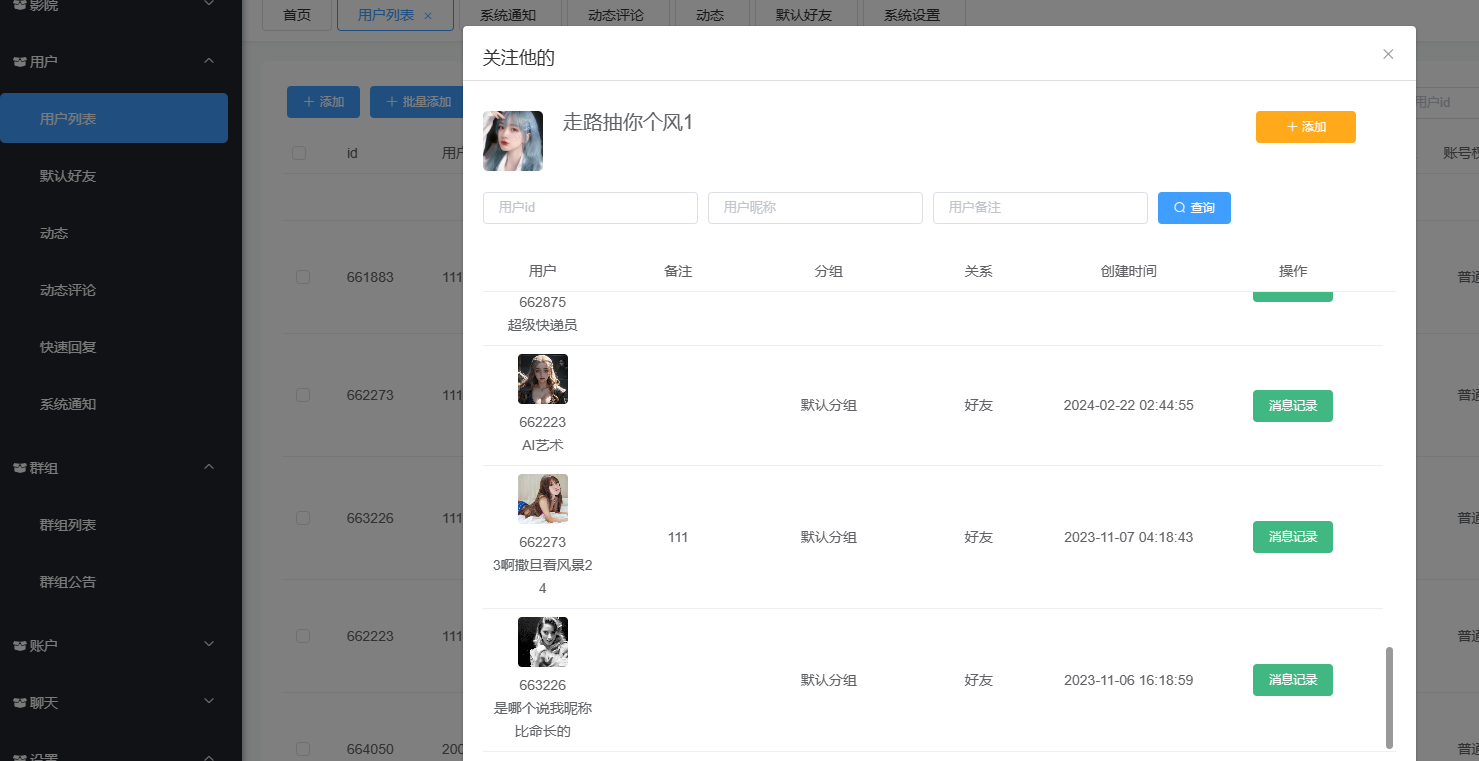 影院
用户
用户列表
默认好友
动态
动态评论
快速回复
系统通知
群组
群组列表
群组公告
账户
聊天
设置
首页
用户列表 ×
系统通知
动态评论
动态
默认好友
系统设置
+ 添加
+ 批量添加
用户id
id
用户
账号
661883
111
普通
662273
111
普通
663226
111
普通
662223
111
普通
664050
200
普通
关注他的
走路抽你个风1
+ 添加
用户id
用户昵称
用户备注
查询
用户
备注
分组
关系
创建时间
操作
662875
超级快递员
662223
AI艺术
默认分组
好友
2024-02-22 02:44:55
消息记录
662273
3啊撒旦看风景2
4
111
默认分组
好友
2023-11-07 04:18:43
消息记录
663226
是哪个说我昵称
比命长的
默认分组
好友
2023-11-06 16:18:59
消息记录